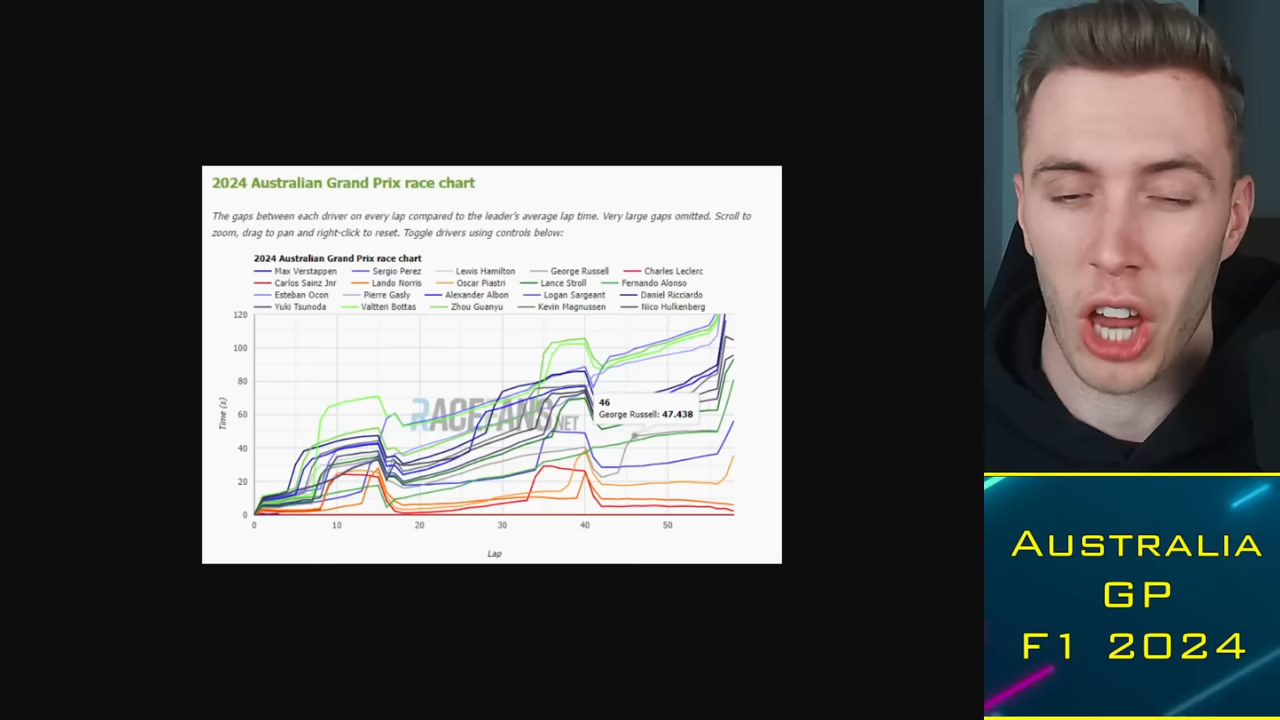 2024 Australian Grand Prix race chart
The gaps between each driver on every lap compared to the leader's average lap time. Very large gaps omitted. Scroll to
zoom, drag to pan and right-click to reset. Toggle drivers using controls below:
2024 Australian Grand Prix race chart
Max Verstappen Sergio Perez Lewis Hamilton George Russell Charles Leclerc
Carlos Sainz Jnr Lando Norris Oscar Piastri Lance Stroll Fernando Alonso
Esteban Ocon Pierre Gasly Alexander Albon Logan Sargeant Daniel Ricciardo
Yuki Tsunoda Valtteri Bottas Zhou Guanyu Kevin Magnussen Nico Hulkenberg
120
100
80
60
40
20
0
Time (s)
RACEFANS.NET
46
George Russell: 47.438
0 10 20 30 40 50
Lap
AUSTRALIA
GP
F1 2024